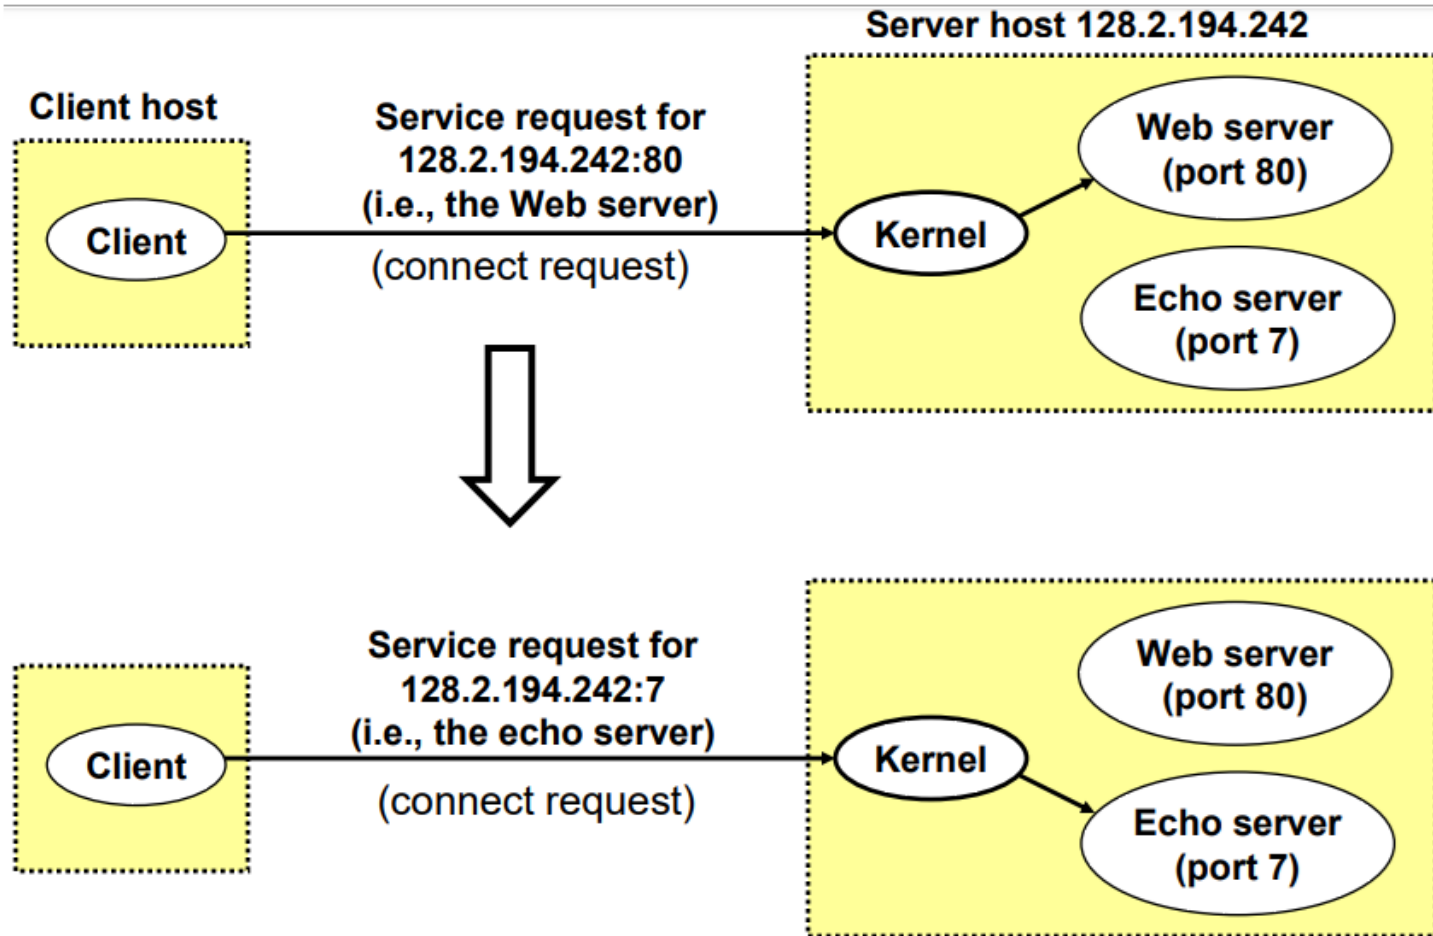 Server host 128.2.194.242
Client host
Service request for
128.2.194.242:80
(i.e., the Web server)
(connect request)
Client
Kernel
Web server
(port 80)
Echo server
(port 7)
Service request for
128.2.194.242:7
(i.e., the echo server)
(connect request)
Client
Kernel
Web server
(port 80)
Echo server
(port 7)